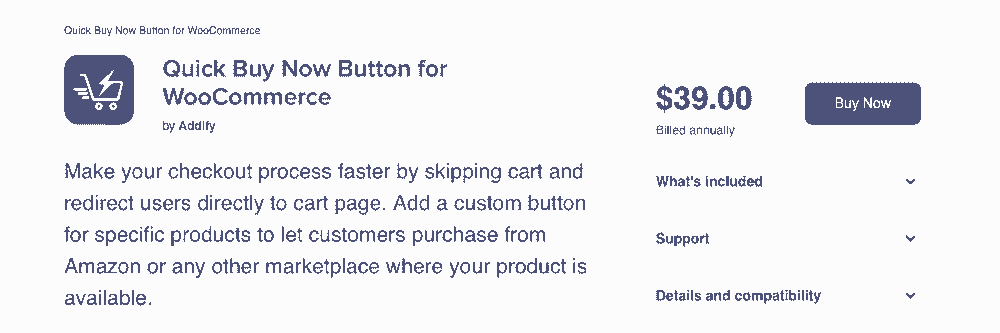 Quick Buy Now Button for WooCommerce
Quick Buy Now Button for
WooCommerce
by Addify
Make your checkout process faster by skipping cart and
redirect users directly to cart page. Add a custom button
for specific products to let customers purchase from
Amazon or any other marketplace where your product is
available.
$39.00
Buy Now
Billed annually
What's included
Support
Details and compatibility